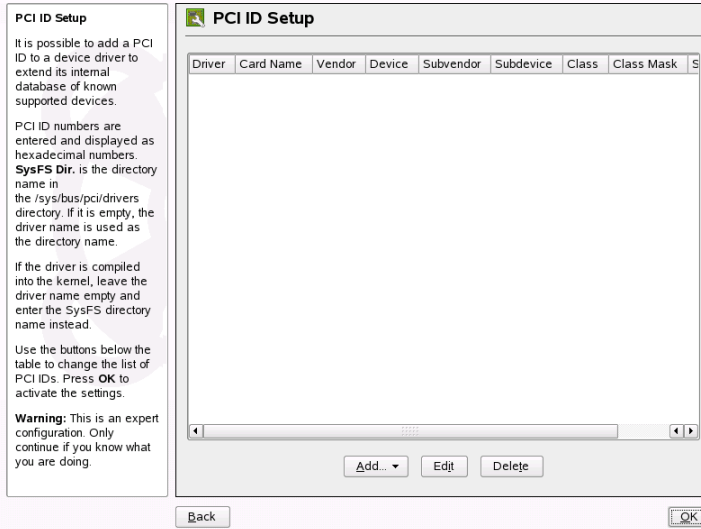 PCI ID Setup
It is possible to add a PCI
ID to a device driver to
extend its internal
database of known
supported devices.
PCI ID numbers are
entered and displayed as
hexadecimal numbers.
SysFS Dir. is the directory
name in
the /sys/bus/pci/drivers
directory. If it is empty, the
driver name is used as
the directory name.
If the driver is compiled
into the kernel, leave the
driver name empty and
enter the SysFS directory
name instead.
Use the buttons below the
table to change the list of
PCI IDs. Press OK to
activate the settings.
Warning: This is an expert
configuration. Only
continue if you know what
you are doing.
PCI ID Setup
Driver Card Name Vendor Device Subvendor Subdevice Class Class Mask S
Add... Edit Delete
Back OK